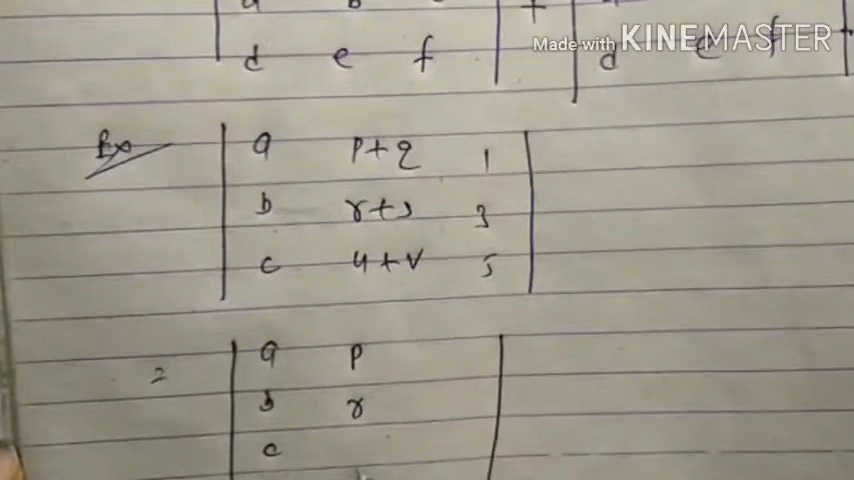 Made with KINEMASTER
d e f | + | d e f
Ex | a p+q 1 |
| b r+s 3 |
| c u+v 5 |
= | a p |
| b r |
| c |